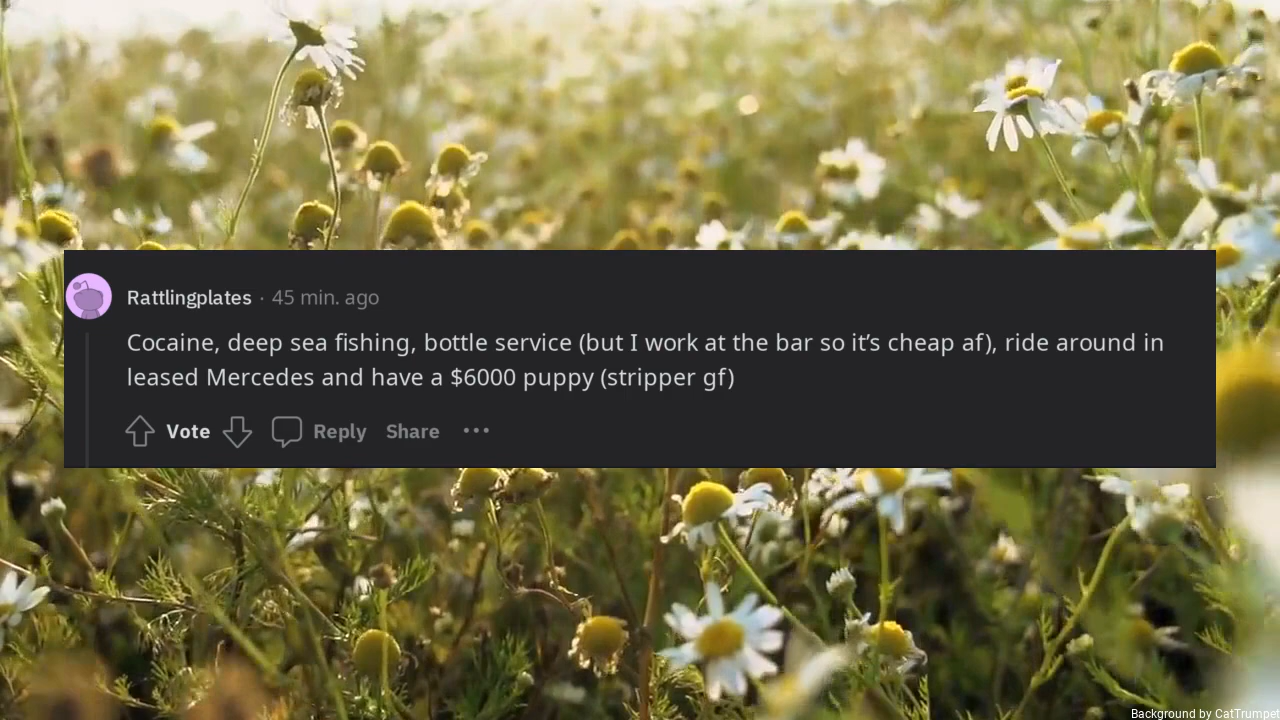 Rattlingplates · 45 min. ago
Cocaine, deep sea fishing, bottle service (but I work at the bar so it’s cheap af), ride around in
leased Mercedes and have a $6000 puppy (stripper gf)
Vote Reply Share ···
Background by CatTrumpet